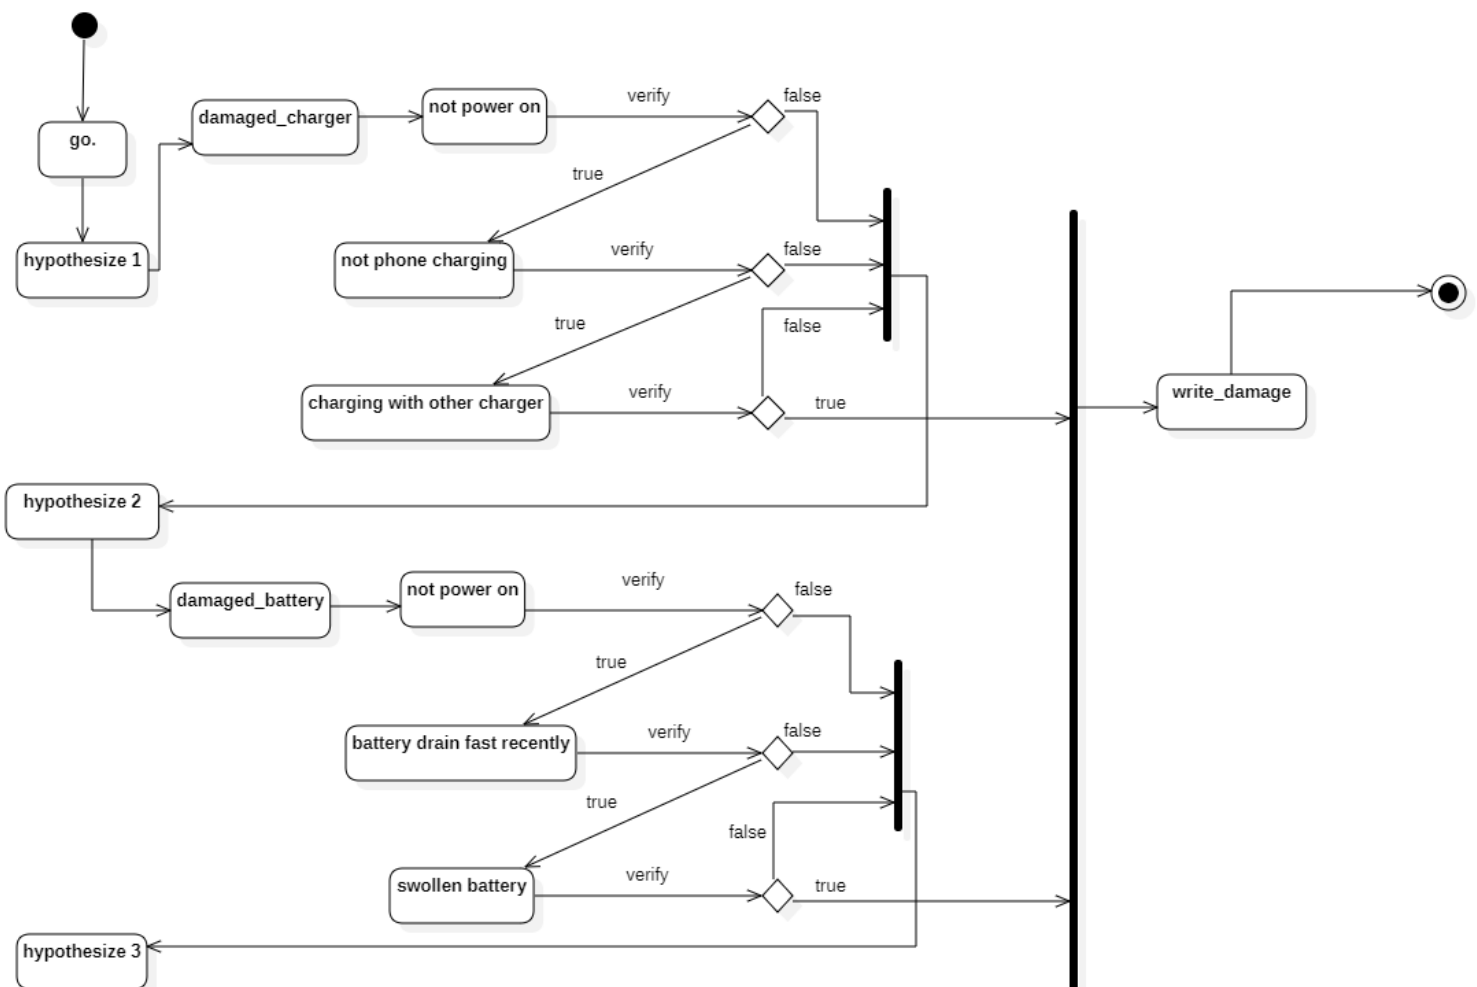 go.
hypothesize 1
damaged_charger
not power on
verify
false
true
not phone charging
verify
false
true
false
charging with other charger
verify
true
write_damage
hypothesize 2
damaged_battery
not power on
verify
false
true
battery drain fast recently
verify
false
true
false
swollen battery
verify
true
hypothesize 3